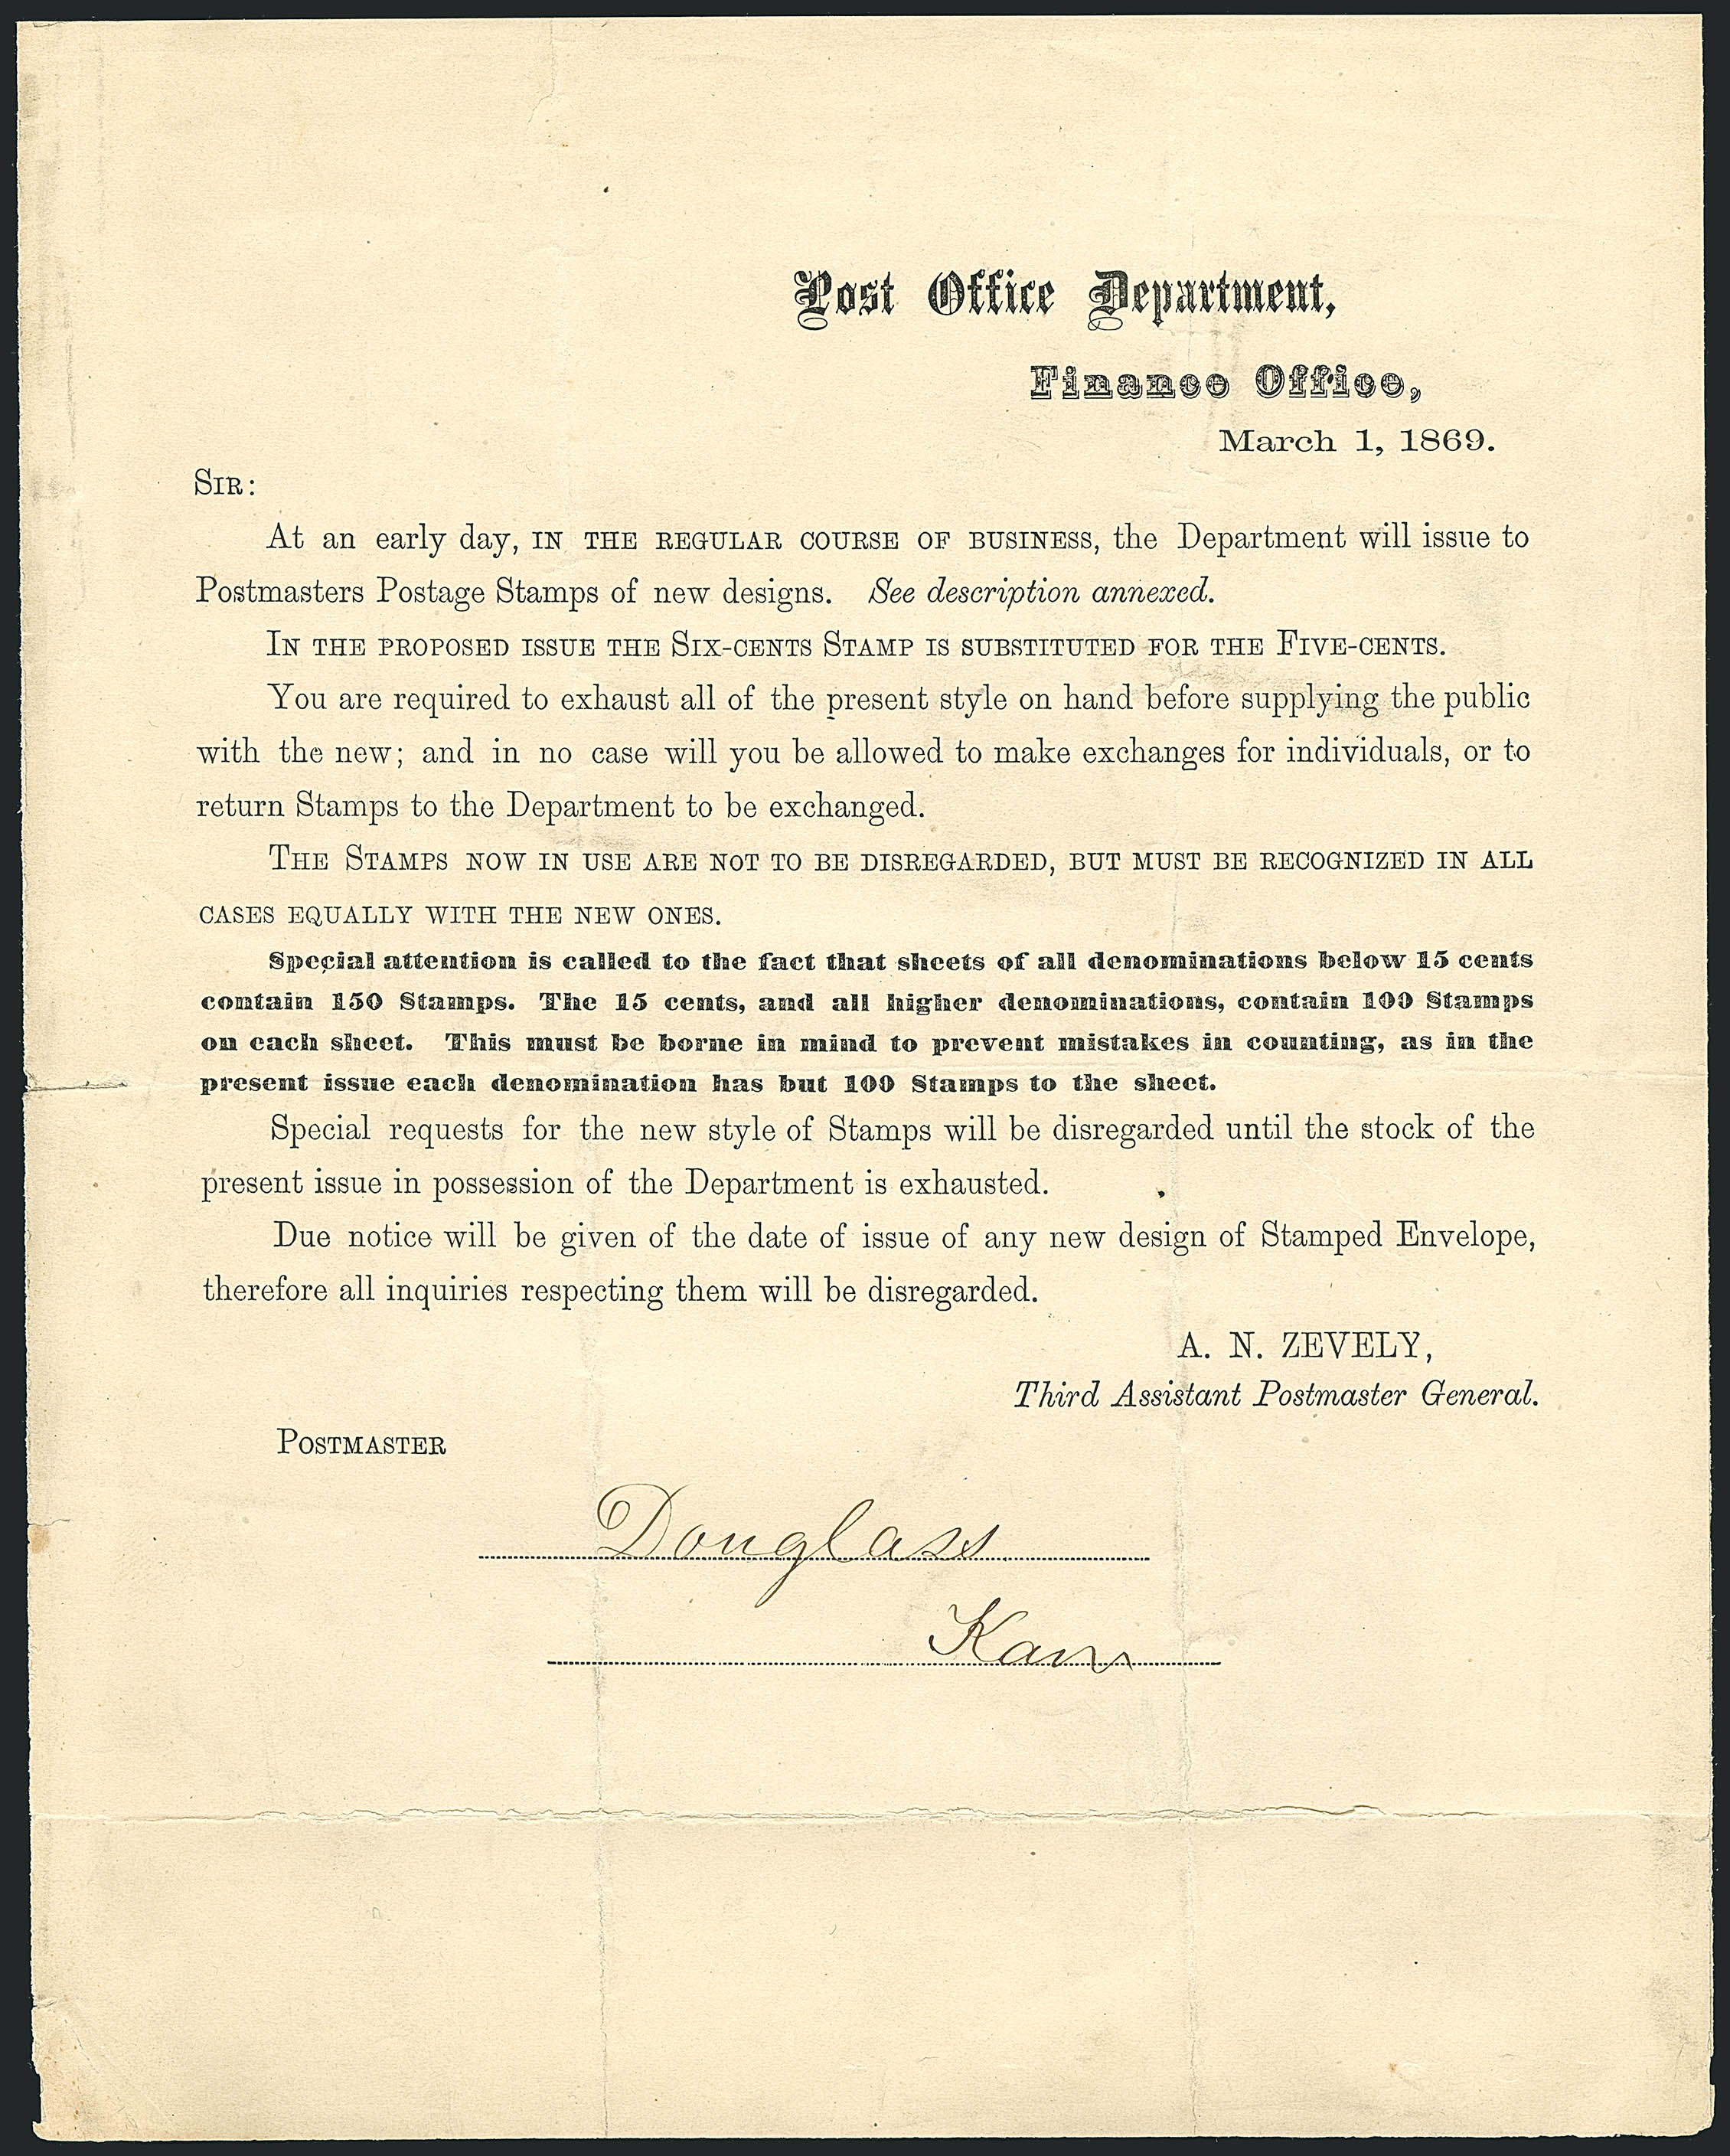 Post Office Department,
Finance Office,
March 1, 1869.
SIR:
At an early day, IN THE REGULAR COURSE OF BUSINESS, the Department will issue to
Postmasters Postage Stamps of new designs. See description annexed.
IN THE PROPOSED ISSUE THE SIX-CENTS STAMP IS SUBSTITUTED FOR THE FIVE-CENTS.
You are required to exhaust all of the present style on hand before supplying the public
with the new; and in no case will you be allowed to make exchanges for individuals, or to
return Stamps to the Department to be exchanged.
THE STAMPS NOW IN USE ARE NOT TO BE DISREGARDED, BUT MUST BE RECOGNIZED IN ALL
CASES EQUALLY WITH THE NEW ONES.
Special attention is called to the fact that sheets of all denominations below 15 cents
contain 150 Stamps. The 15 cents, and all higher denominations, contain 100 Stamps
on each sheet. This must be borne in mind to prevent mistakes in counting, as in the
present issue each denomination has but 100 Stamps to the sheet.
Special requests for the new style of Stamps will be disregarded until the stock of the
present issue in possession of the Department is exhausted.
Due notice will be given of the date of issue of any new design of Stamped Envelope,
therefore all inquiries respecting them will be disregarded.
A. N. ZEVELY,
Third Assistant Postmaster General.
POSTMASTER
Douglass
Kans